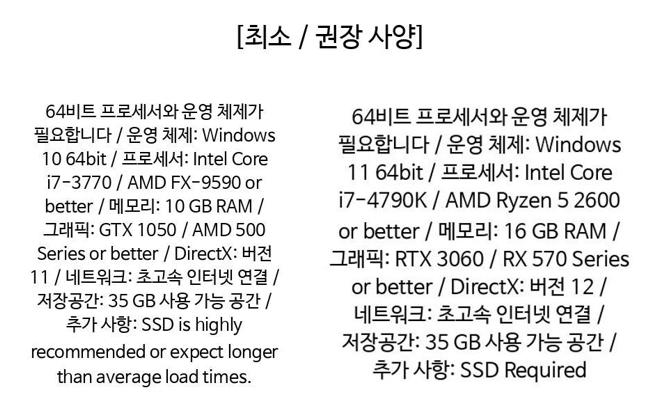 [최소 / 권장 사양]
64비트 프로세서와 운영 체제가
필요합니다 / 운영 체제: Windows
10 64bit / 프로세서: Intel Core
i7-3770 / AMD FX-9590 or
better / 메모리: 10 GB RAM /
그래픽: GTX 1050 / AMD 500
Series or better / DirectX: 버전
11 / 네트워크: 초고속 인터넷 연결 /
저장공간: 35 GB 사용 가능 공간 /
추가 사항: SSD is highly
recommended or expect longer
than average load times.
64비트 프로세서와 운영 체제가
필요합니다 / 운영 체제: Windows
11 64bit / 프로세서: Intel Core
i7-4790K / AMD Ryzen 5 2600
or better / 메모리: 16 GB RAM /
그래픽: RTX 3060 / RX 570 Series
or better / DirectX: 버전 12 /
네트워크: 초고속 인터넷 연결 /
저장공간: 35 GB 사용 가능 공간 /
추가 사항: SSD Required